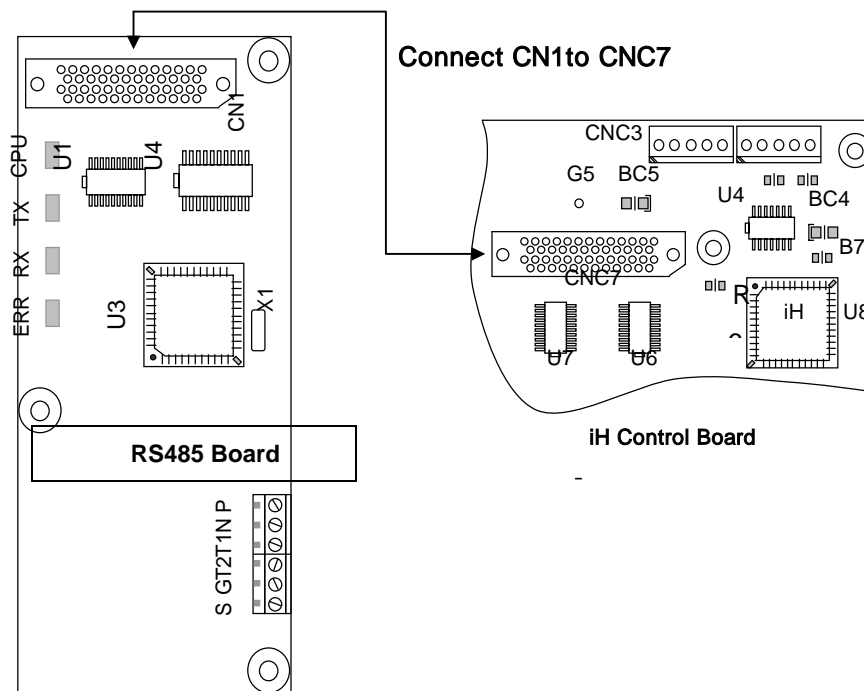 Connect CN1to CNC7
CN1
CPU
U1
U4
TX
RX
ERR
U3
X1
RS485 Board
S GT2T1N P
CNC3
G5
BC5
U4
BC4
B7
CNC7
R
iH
U8
U7
U6
iH Control Board
-